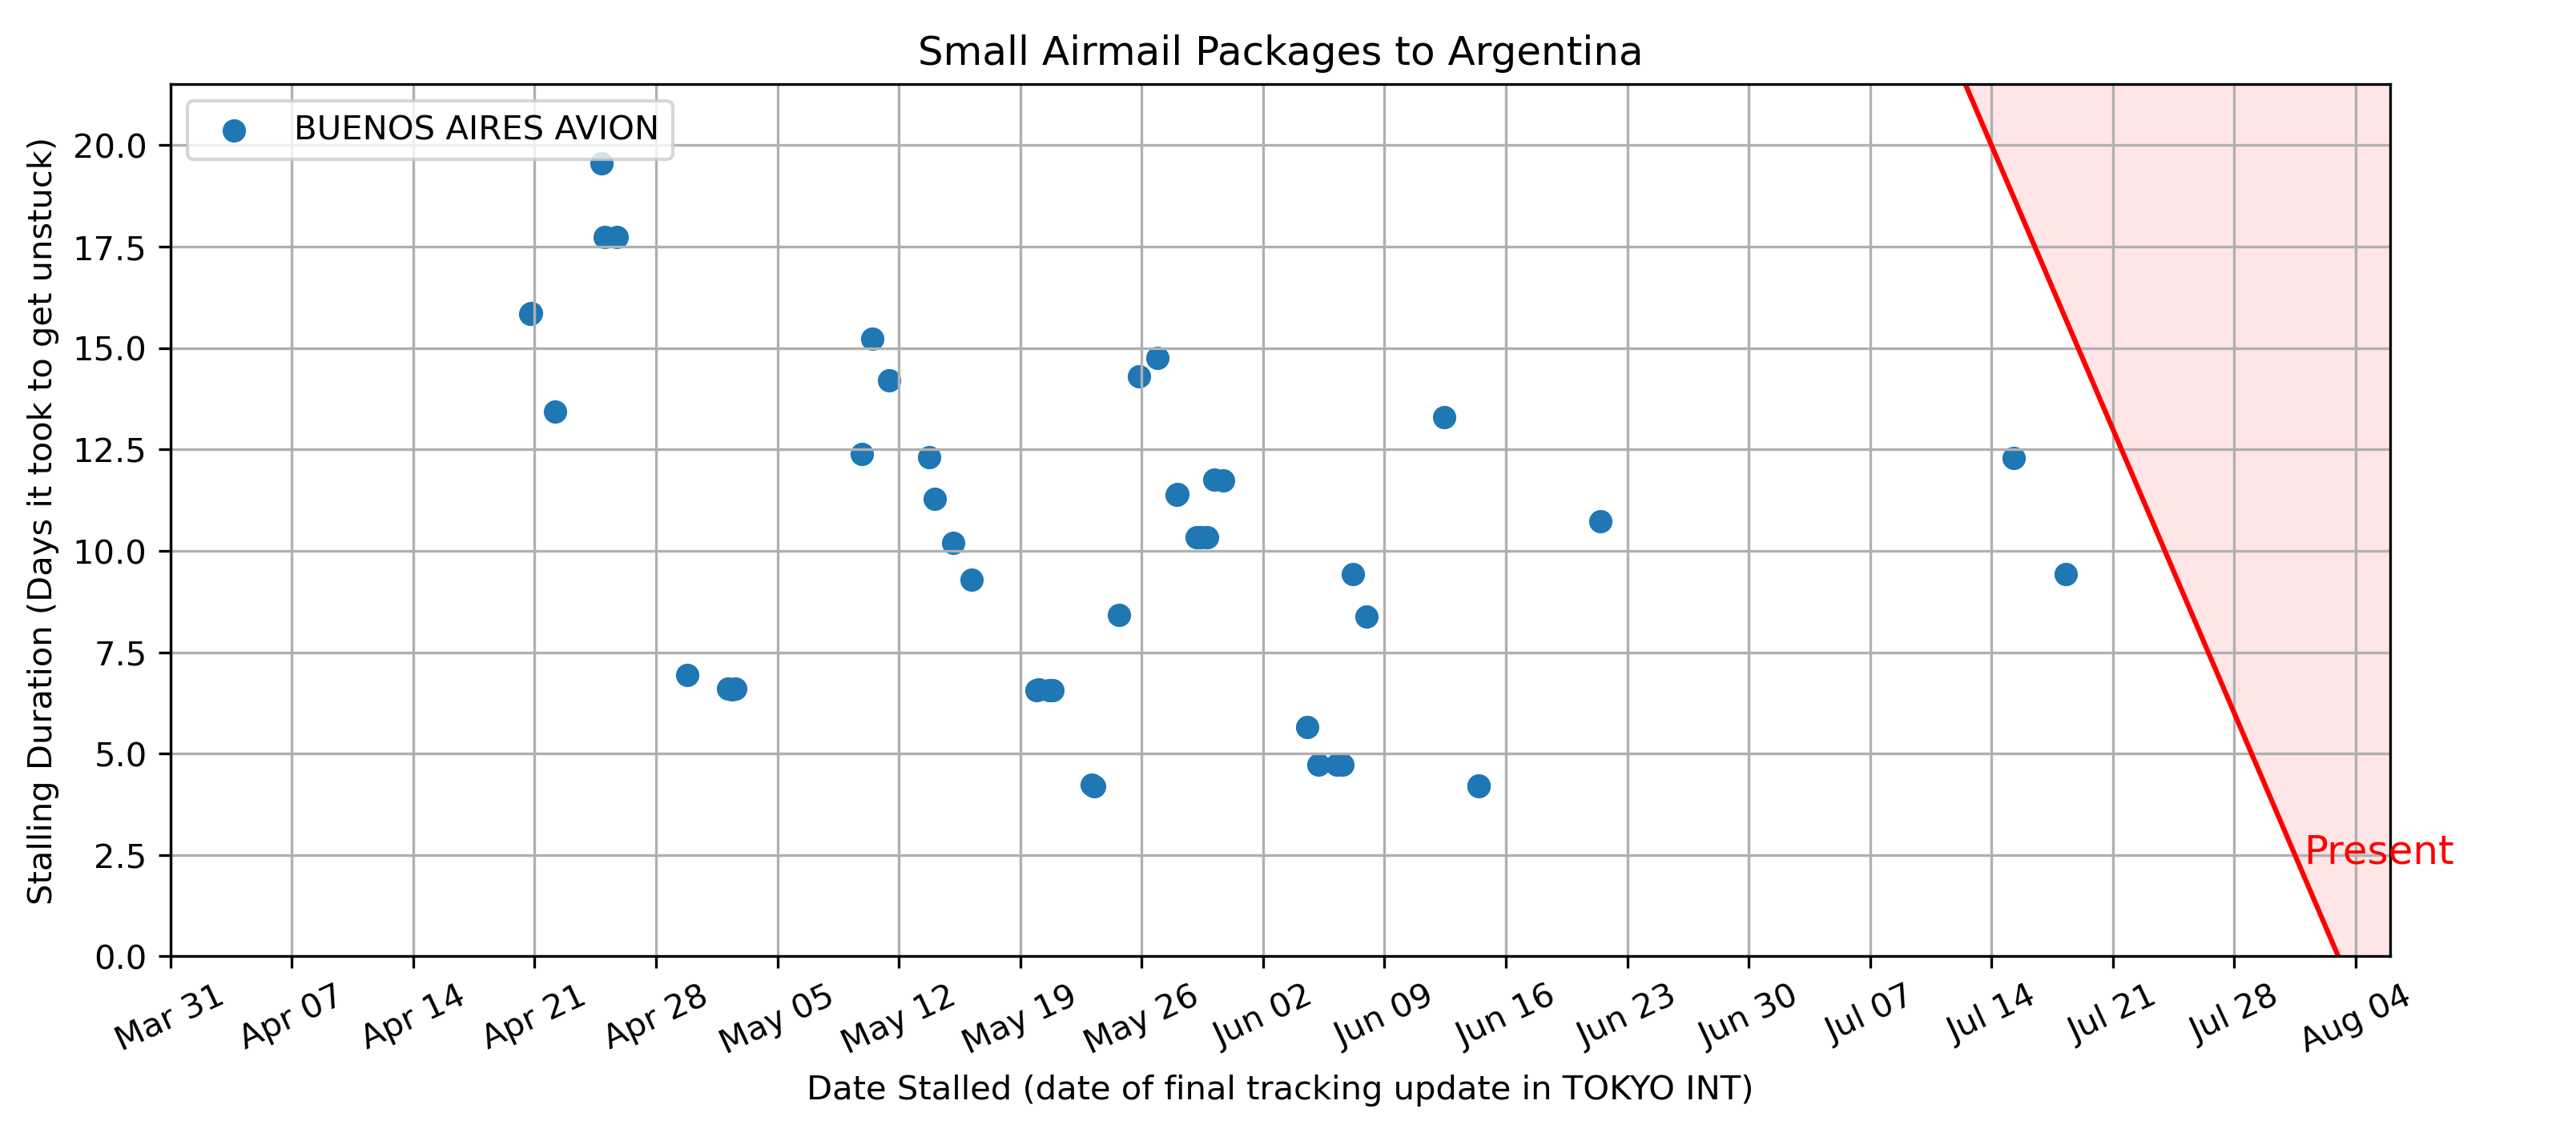 Small Airmail Packages to Argentina
BUENOS AIRES AVION
Stalling Duration (Days it took to get unstuck)
20.0
17.5
15.0
12.5
10.0
7.5
5.0
2.5
0.0
Present
Mar 31
Apr 07
Apr 14
Apr 21
Apr 28
May 05
May 12
May 19
May 26
Jun 02
Jun 09
Jun 16
Jun 23
Jun 30
Jul 07
Jul 14
Jul 21
Jul 28
Aug 04
Date Stalled (date of final tracking update in TOKYO INT)